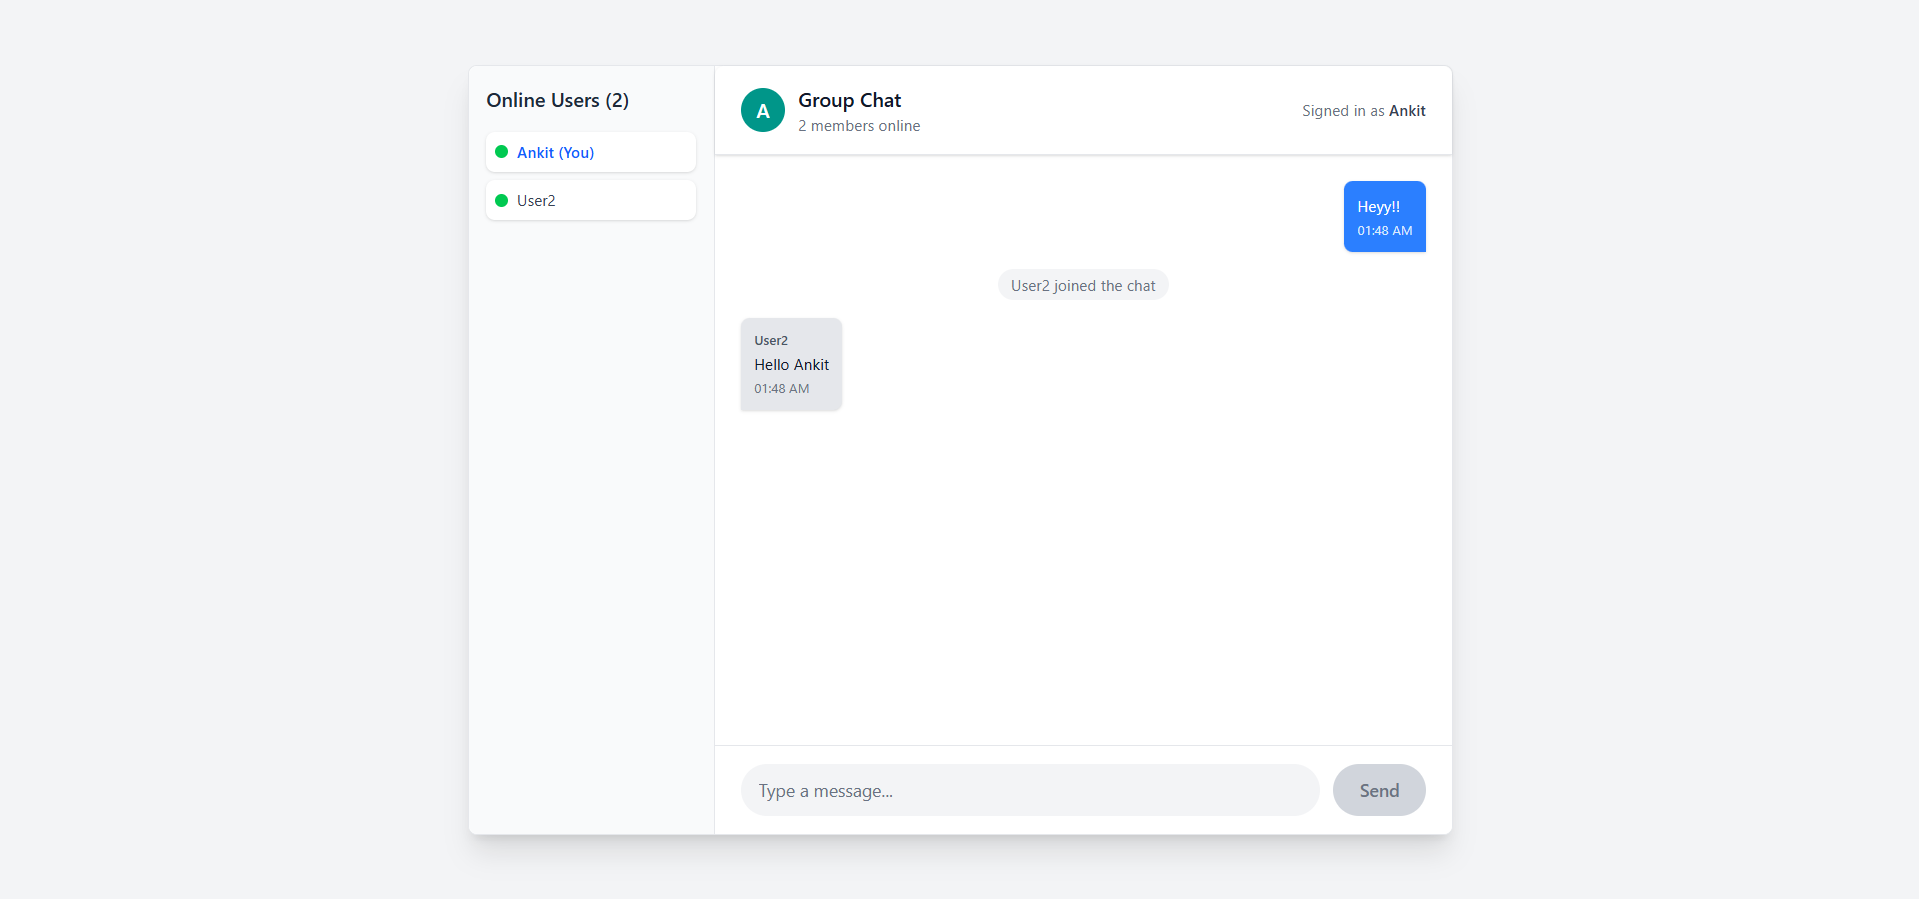 Online Users (2)
Ankit (You)
User2
A
Group Chat
2 members online
Signed in as Ankit
Heyy!!
01:48 AM
User2 joined the chat
User2
Hello Ankit
01:48 AM
Type a message...
Send